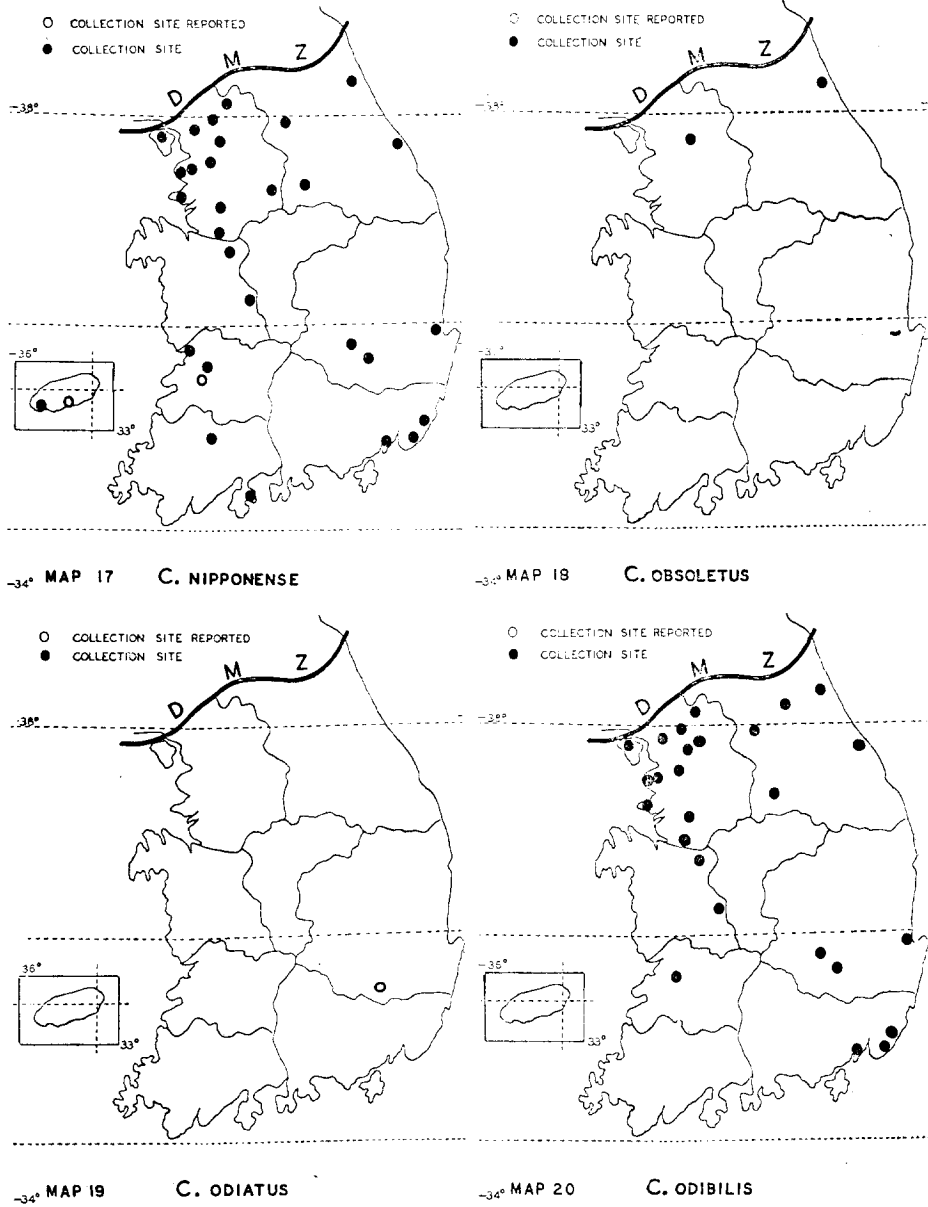 O COLLECTION SITE REPORTED
● COLLECTION SITE
D M Z
-38°
-36°
33°
-34° MAP 17 C. NIPPONENSE
O COLLECTION SITE REPORTED
● COLLECTION SITE
D M Z
-38°
33°
-34° MAP 18 C. OBSOLETUS
O COLLECTION SITE REPORTED
● COLLECTION SITE
D M Z
-38°
36°
33°
-34° MAP 19 C. ODIATUS
O COLLECTION SITE REPORTED
● COLLECTION SITE
D M Z
-38°
-36°
33°
-34° MAP 20 C. ODIBILIS